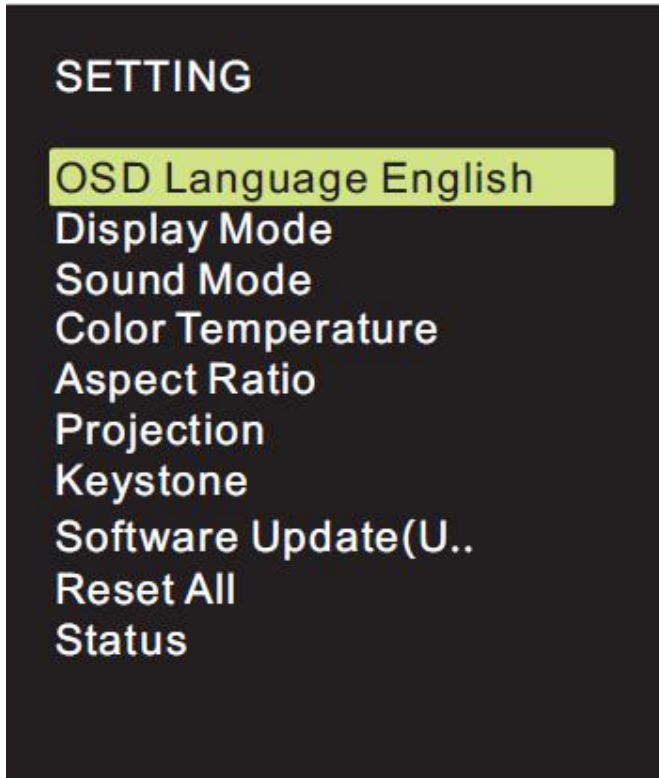 SETTING
OSD Language English
Display Mode
Sound Mode
Color Temperature
Aspect Ratio
Projection
Keystone
Software Update(U..
Reset All
Status